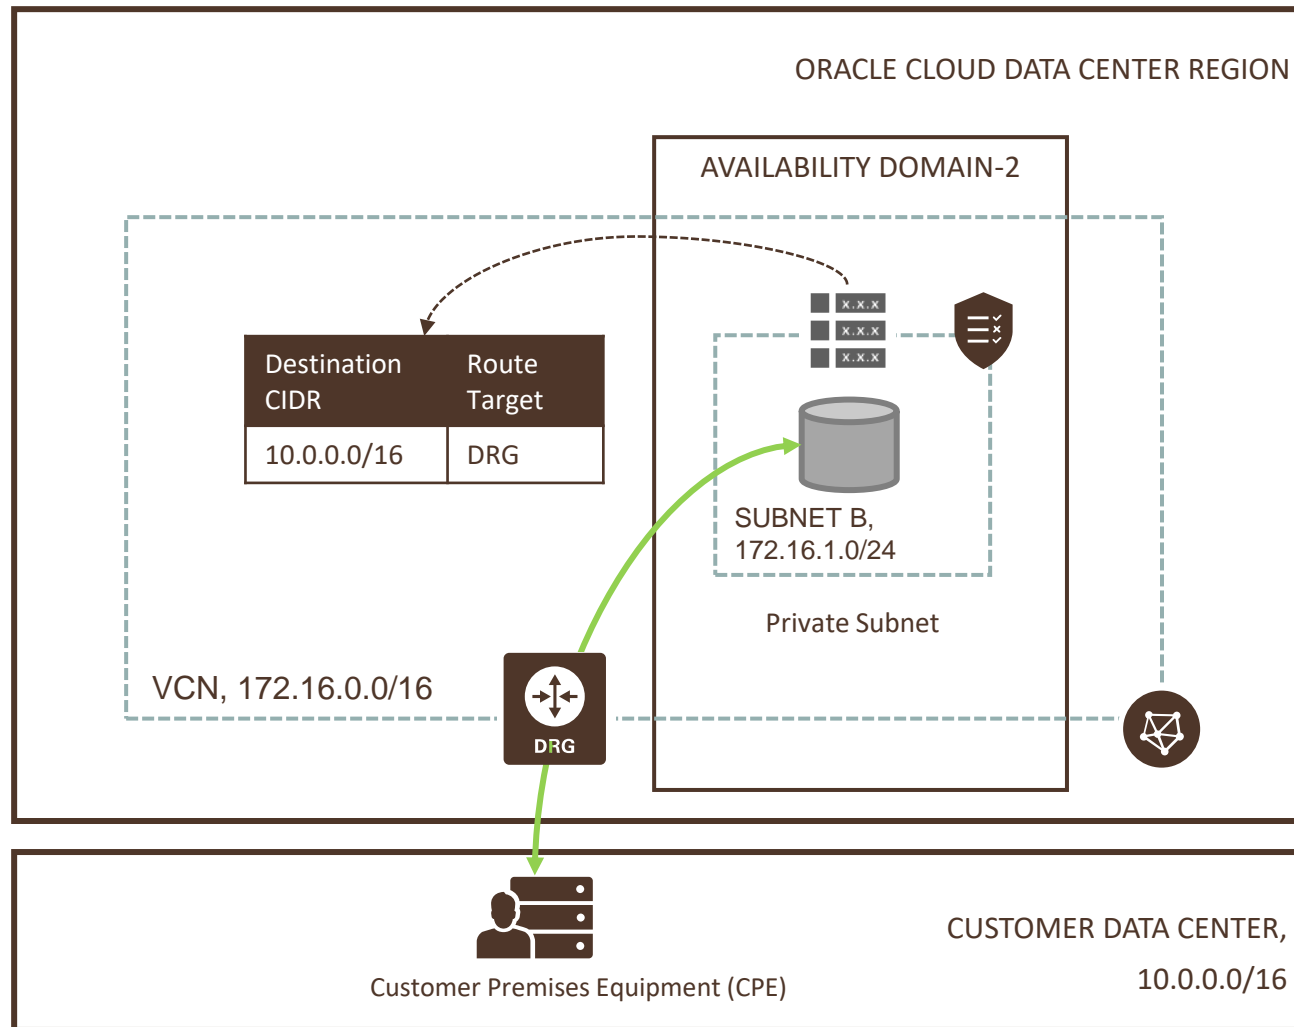 ORACLE CLOUD DATA CENTER REGION
AVAILABILITY DOMAIN-2
x.x.x
x.x.x
x.x.x
Destination CIDR
Route Target
10.0.0.0/16
DRG
SUBNET B,
172.16.1.0/24
Private Subnet
VCN, 172.16.0.0/16
DRG
CUSTOMER DATA CENTER,
10.0.0.0/16
Customer Premises Equipment (CPE)